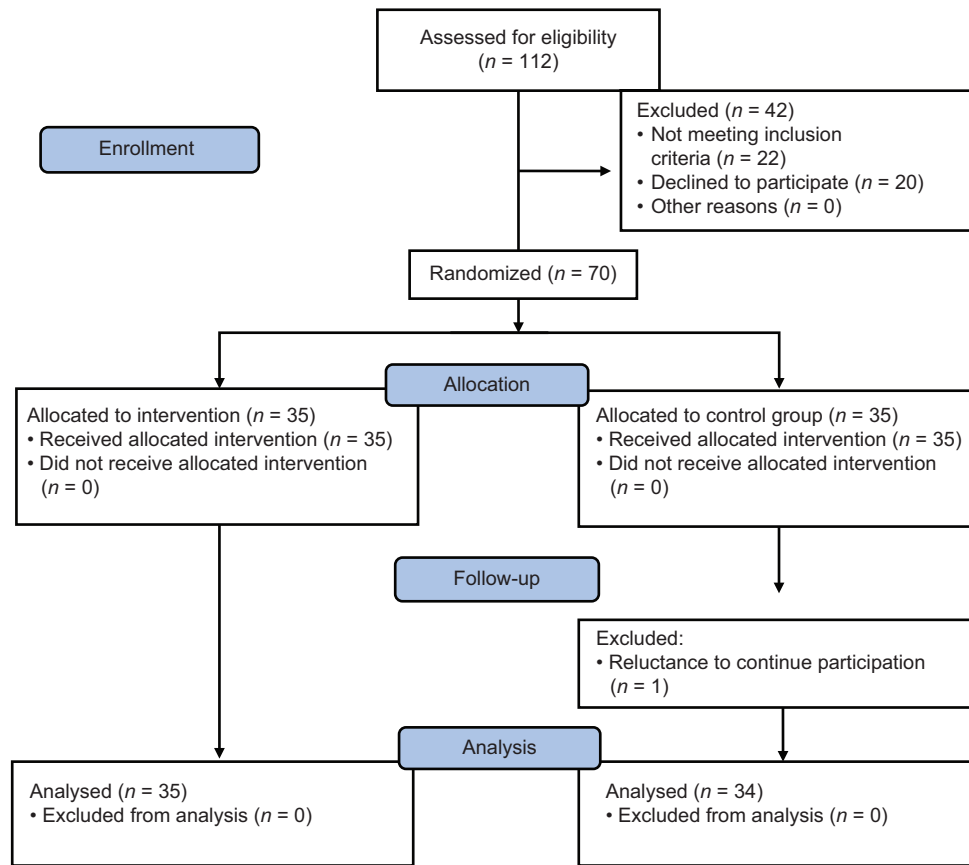 Assessed for eligibility
(n = 112)
Excluded (n = 42)
• Not meeting inclusion
criteria (n = 22)
• Declined to participate (n = 20)
• Other reasons (n = 0)
Enrollment
Randomized (n = 70)
Allocation
Allocated to intervention (n = 35)
• Received allocated intervention (n = 35)
• Did not receive allocated intervention
(n = 0)
Allocated to control group (n = 35)
• Received allocated intervention (n = 35)
• Did not receive allocated intervention
(n = 0)
Follow-up
Excluded:
• Reluctance to continue participation
(n = 1)
Analysis
Analysed (n = 35)
• Excluded from analysis (n = 0)
Analysed (n = 34)
• Excluded from analysis (n = 0)